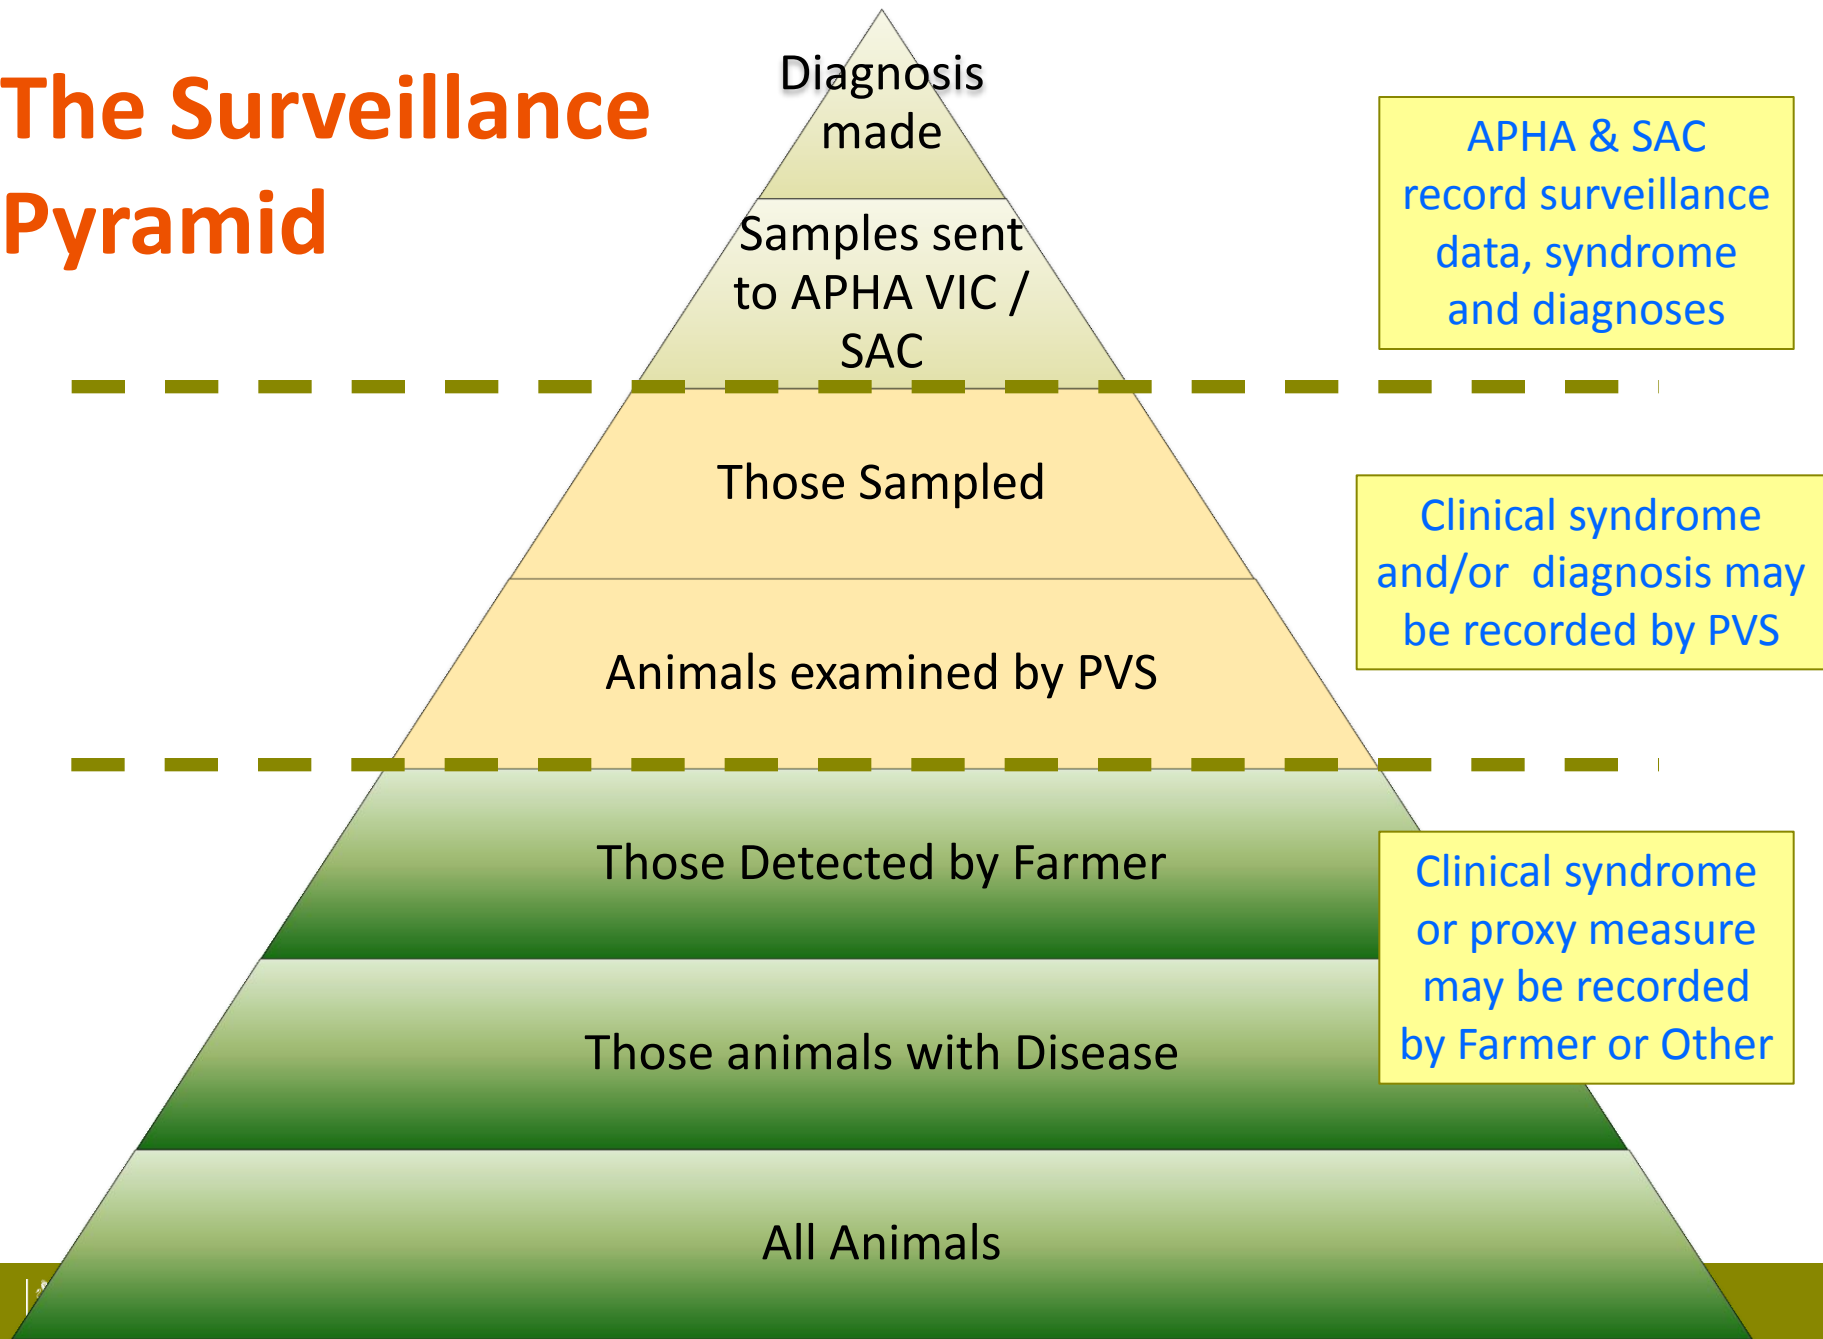 The Surveillance
Pyramid
Diagnosis
made
Samples sent
to APHA VIC /
SAC
Those Sampled
Animals examined by PVS
Those Detected by Farmer
Those animals with Disease
All Animals
APHA & SAC
record surveillance
data, syndrome
and diagnoses
Clinical syndrome
and/or diagnosis may
be recorded by PVS
Clinical syndrome
or proxy measure
may be recorded
by Farmer or Other